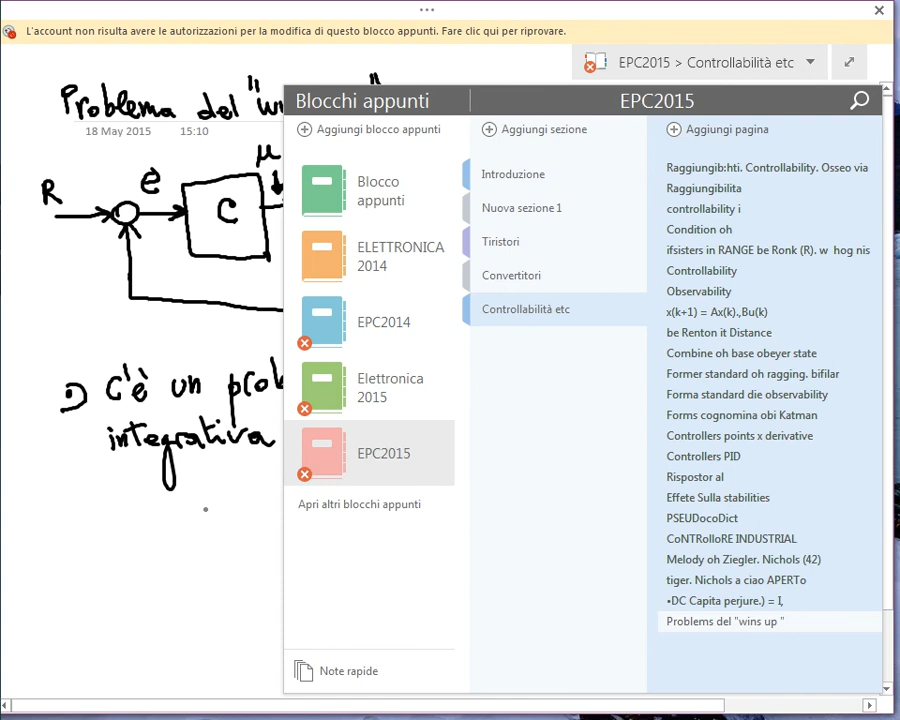 L'account non risulta avere le autorizzazioni per la modifica di questo blocco appunti. Fare clic qui per riprovare.
EPC2015 > Controllabilità etc
Problema del "
18 May 2015 15:10
R
e
μ
C
2) C'è un prob
integrativa
Blocchi appunti
EPC2015
Aggiungi blocco appunti
Blocco
appunti
ELETTRONICA
2014
EPC2014
Elettronica
2015
EPC2015
Apri altri blocchi appunti
Note rapide
Aggiungi sezione
Introduzione
Nuova sezione 1
Tiristori
Convertitori
Controllabilità etc
Aggiungi pagina
Raggiungib:hti. Controllability. Osseo via
Raggiungibilita
controllability i
Condition oh
ifsisters in RANGE be Ronk (R). w hog nis
Controllability
Observability
x(k+1) = Ax(k).,Bu(k)
be Renton it Distance
Combine oh base obeyer state
Former standard oh ragging. bifilar
Forma standard die observability
Forms cognomina obi Katman
Controllers points x derivative
Controllers PID
Rispostor al
Effete Sulla stabilities
PSEUDocoDict
CoNTRolloRE INDUSTRIAL
Melody oh Ziegler. Nichols (42)
tiger. Nichols a ciao APERTo
•DC Capita perjure.) = I,
Problems del "wins up "